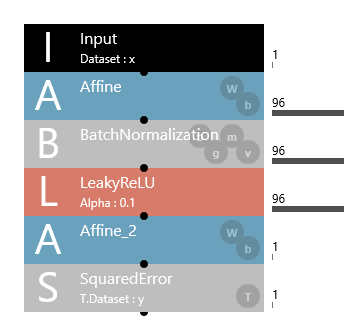 I Input
Dataset : x
1
A Affine W
b
96
B BatchNormalization m
g v
96
L LeakyReLU
Alpha : 0.1
96
A Affine_2 W
b
1
S SquaredError
T.Dataset : y T
1